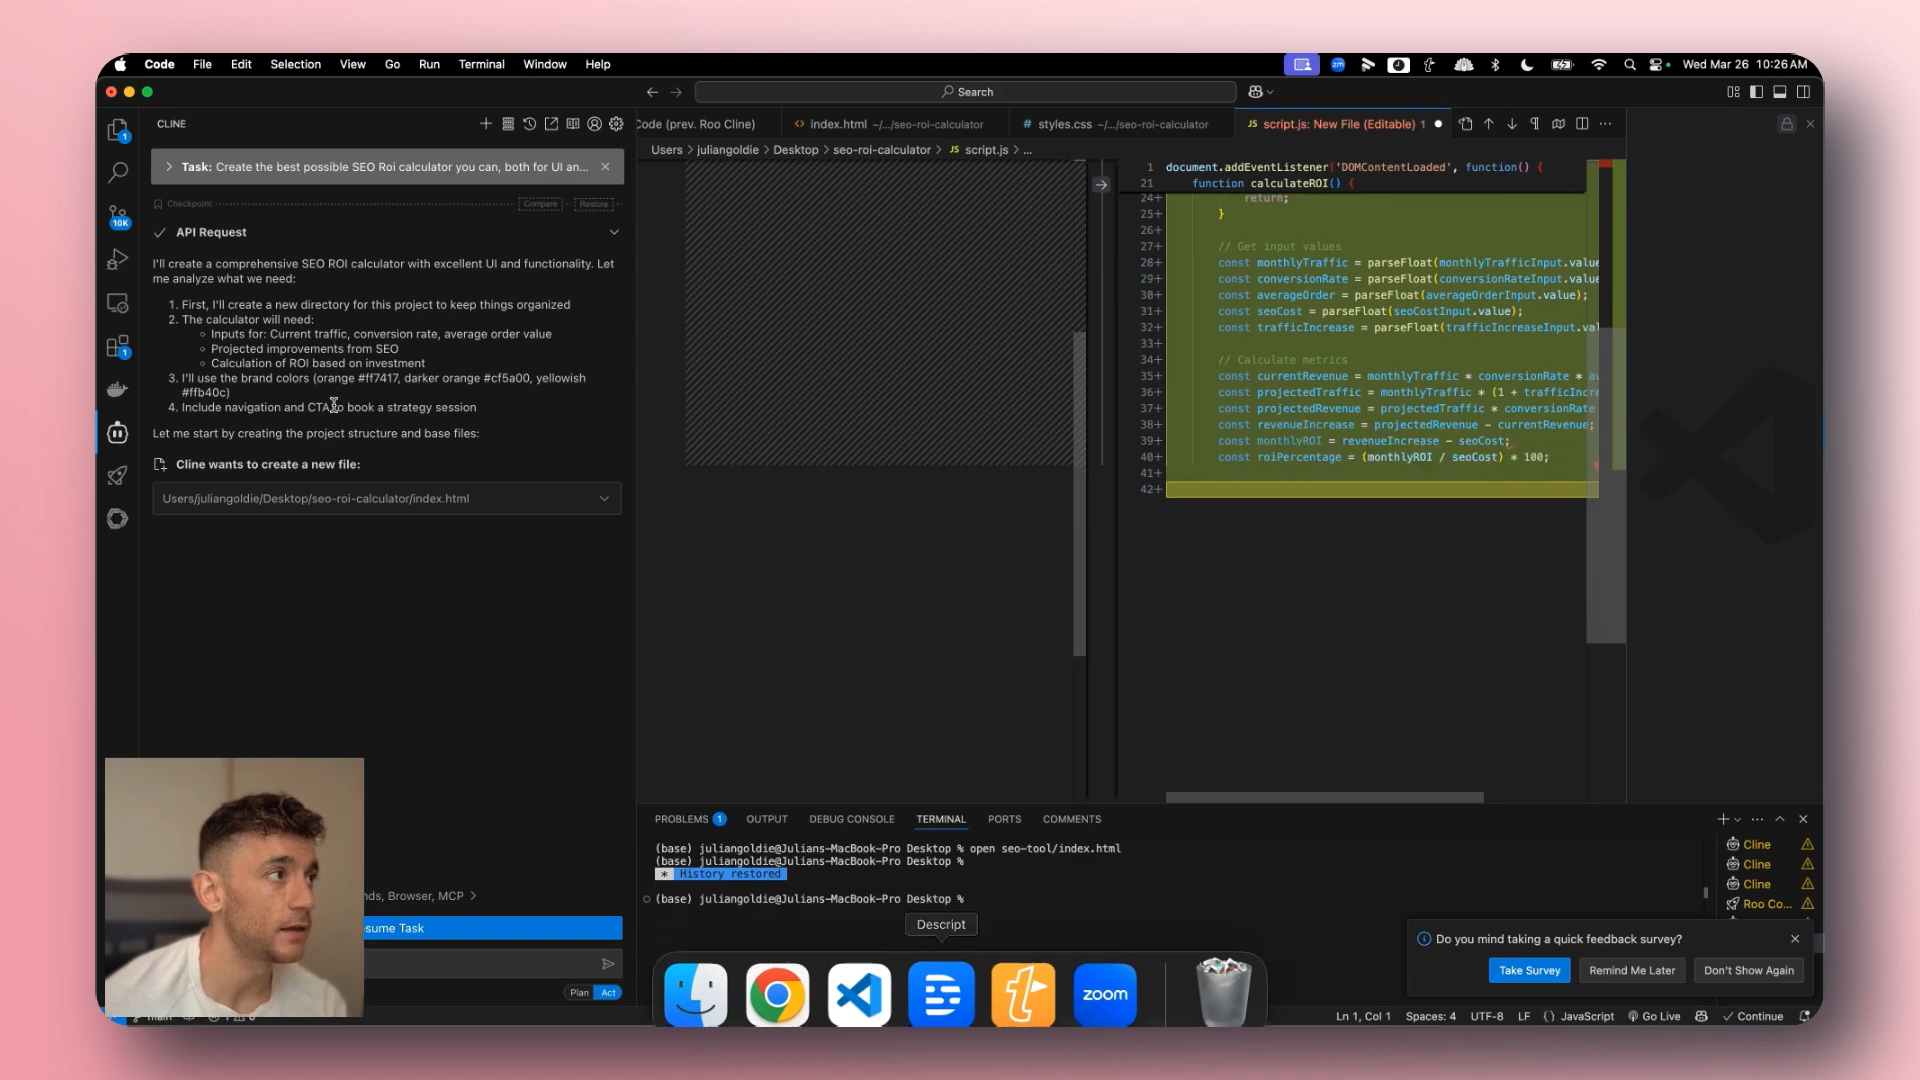 Code File Edit Selection View Go Run Terminal Window Help
zm
Wed Mar 26 10:26 AM
Search
CLINE
Code (prev. Roo Cline)
index.html ~/.../seo-roi-calculator
# styles.css ~/.../seo-roi-calculator
JS script.js: New File (Editable) 1
Users > juliangoldie > Desktop > seo-roi-calculator > JS script.js > ...
1
10K
1
Task: Create the best possible SEO Roi calculator you can, both for UI an...
Checkpoint Compare Restore
API Request
I'll create a comprehensive SEO ROI calculator with excellent UI and functionality. Let
me analyze what we need:
1. First, I'll create a new directory for this project to keep things organized
2. The calculator will need:
Inputs for: Current traffic, conversion rate, average order value
Projected improvements from SEO
Calculation of ROI based on investment
3. I'll use the brand colors (orange #ff7417, darker orange #cf5a00, yellowish
#ffb40c)
4. Include navigation and CTA to book a strategy session
Let me start by creating the project structure and base files:
Cline wants to create a new file:
Users/juliangoldie/Desktop/seo-roi-calculator/index.html
nds, Browser, MCP >
sume Task
Plan Act
main
1 document.addEventListener('DOMContentLoaded', function() {
21 function calculateROI() {
24+ return;
25+ }
26+
27+ // Get input values
28+ const monthlyTraffic = parseFloat(monthlyTrafficInput.value
29+ const conversionRate = parseFloat(conversionRateInput.value
30+ const averageOrder = parseFloat(averageOrderInput.value);
31+ const seoCost = parseFloat(seoCostInput.value);
32+ const trafficIncrease = parseFloat(trafficIncreaseInput.val
33+
34+ // Calculate metrics
35+ const currentRevenue = monthlyTraffic * conversionRate * av
36+ const projectedTraffic = monthlyTraffic * (1 + trafficIncre
37+ const projectedRevenue = projectedTraffic * conversionRate
38+ const revenueIncrease = projectedRevenue - currentRevenue;
39+ const monthlyROI = revenueIncrease - seoCost;
40+ const roiPercentage = (monthlyROI / seoCost) * 100;
41+
42+
PROBLEMS 1 OUTPUT DEBUG CONSOLE TERMINAL PORTS COMMENTS
(base) juliangoldie@Julians-MacBook-Pro Desktop % open seo-tool/index.html
(base) juliangoldie@Julians-MacBook-Pro Desktop %
* History restored
(base) juliangoldie@Julians-MacBook-Pro Desktop %
Cline
Cline
Cline
Roo Co...
Descript
zoom
Do you mind taking a quick feedback survey?
Take Survey Remind Me Later Don't Show Again
Ln 1, Col 1 Spaces: 4 UTF-8 LF {} JavaScript Go Live Continue